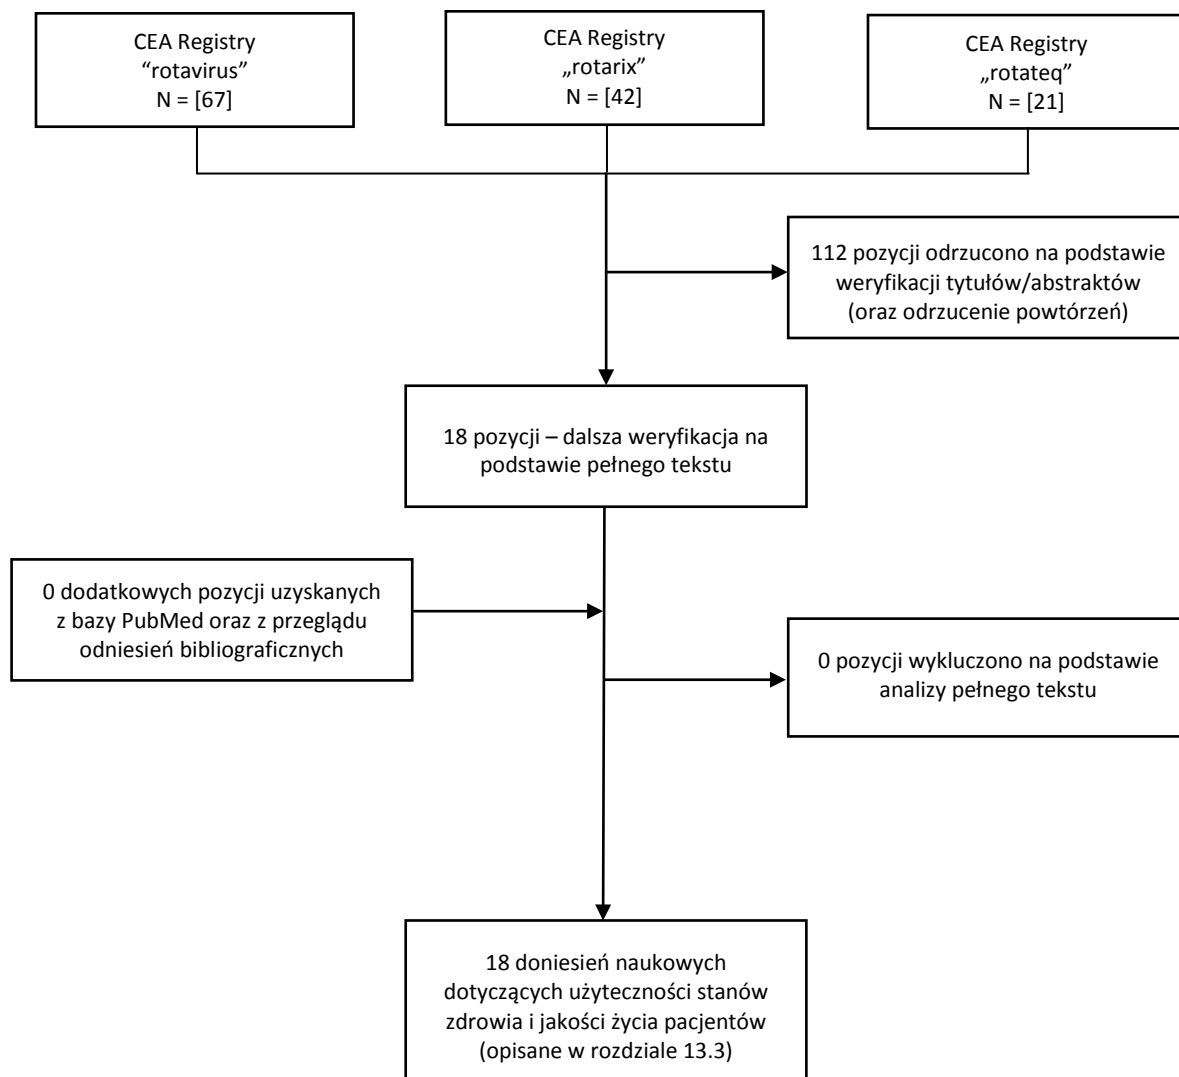 CEA Registry
“rotavirus”
N = [67]
CEA Registry
„rotarix”
N = [42]
CEA Registry
„rotateq”
N = [21]
112 pozycji odrzucono na podstawie
weryfikacji tytułów/abstraktów
(oraz odrzucenie powtórzeń)
18 pozycji – dalsza weryfikacja na
podstawie pełnego tekstu
0 dodatkowych pozycji uzyskanych
z bazy PubMed oraz z przeglądu
odniesień bibliograficznych
0 pozycji wykluczono na podstawie
analizy pełnego tekstu
18 doniesień naukowych
dotyczących użyteczności stanów
zdrowia i jakości życia pacjentów
(opisane w rozdziale 13.3)